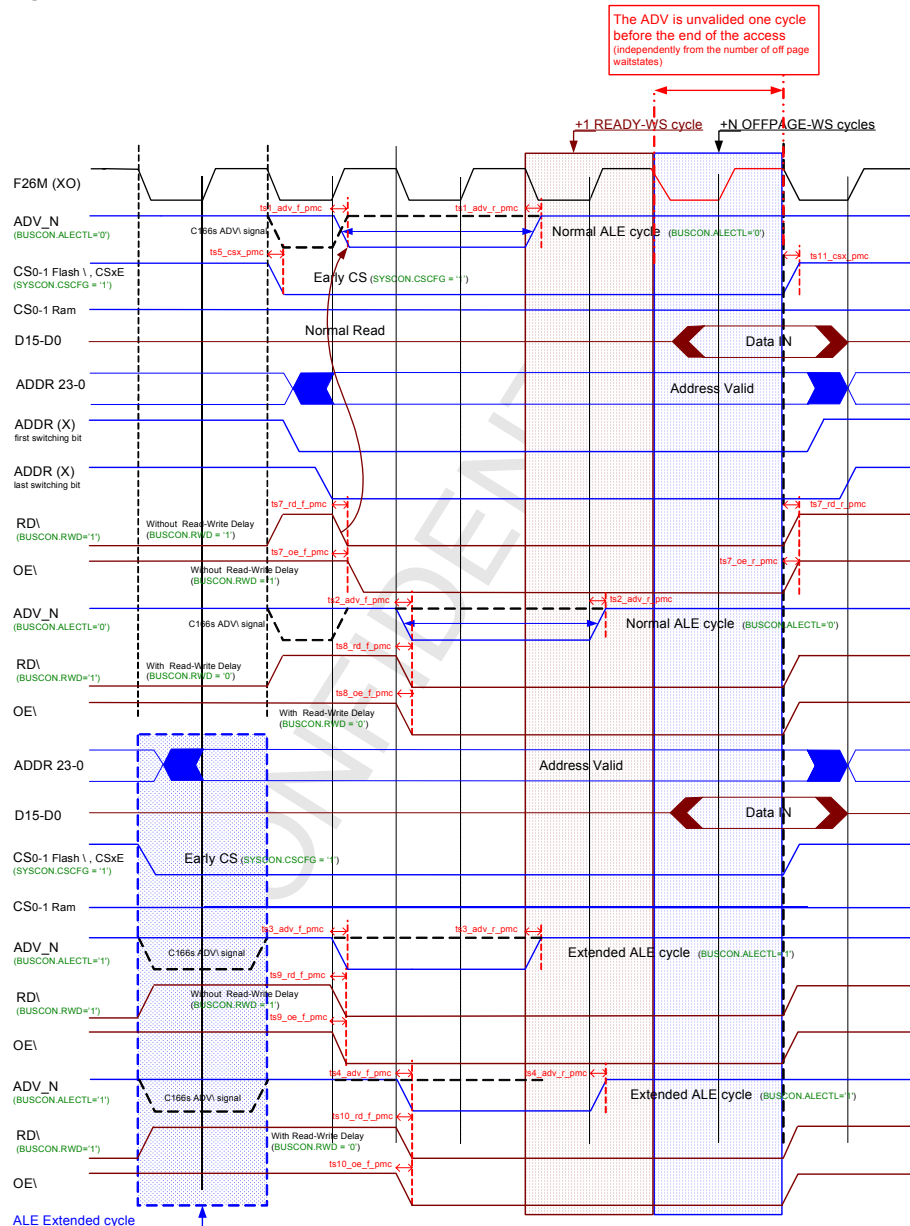 The ADV is unvalided one cycle
before the end of the access
(independently from the number of off page
waitstates)
+1 READY-WS cycle
+N OFFPAGE-WS cycles
F26M (XO)
ts1_adv_f_pmc
ts1_adv_r_pmc
ADV_N
(BUSCON.ALECTL='0')
C166s ADV\ signal
Normal ALE cycle (BUSCON.ALECTL='0')
ts5_csx_pmc
ts11_csx_pmc
CS0-1 Flash \ , CSxE
(SYSCON.CSCFG = '1')
Early CS (SYSCON.CSCFG = '1')
CS0-1 Ram
Normal Read
D15-D0
Data IN
ADDR 23-0
Address Valid
ADDR (X)
first switching bit
ADDR (X)
last switching bit
ts7_rd_f_pmc
ts7_rd_r_pmc
RD\
(BUSCON.RWD='1')
Without Read-Write Delay
(BUSCON.RWD = '1')
ts7_oe_f_pmc
ts7_oe_r_pmc
OE\
Without Read-Write Delay
(BUSCON.RWD = '1')
ts2_adv_f_pmc
ts2_adv_r_pmc
ADV_N
(BUSCON.ALECTL='0')
C166s ADV\ signal
Normal ALE cycle (BUSCON.ALECTL='0')
ts8_rd_f_pmc
RD\
(BUSCON.RWD='1')
With Read-Write Delay
(BUSCON.RWD = '0')
ts8_oe_f_pmc
OE\
With Read-Write Delay
(BUSCON.RWD = '0')
ADDR 23-0
Address Valid
D15-D0
Data IN
CS0-1 Flash \ , CSxE
(SYSCON.CSCFG = '1')
Early CS (SYSCON.CSCFG = '1')
CS0-1 Ram
ts3_adv_f_pmc
ts3_adv_r_pmc
ADV_N
(BUSCON.ALECTL='1')
C166s ADV\ signal
Extended ALE cycle (BUSCON.ALECTL='1')
ts9_rd_f_pmc
RD\
(BUSCON.RWD='1')
Without Read-Write Delay
(BUSCON.RWD = '1')
ts9_oe_f_pmc
OE\
ts4_adv_f_pmc
ts4_adv_r_pmc
ADV_N
(BUSCON.ALECTL='1')
C166s ADV\ signal
Extended ALE cycle (BUSCON.ALECTL='1')
ts10_rd_f_pmc
RD\
(BUSCON.RWD='1')
With Read-Write Delay
(BUSCON.RWD = '0')
ts10_oe_f_pmc
OE\
ALE Extended cycle